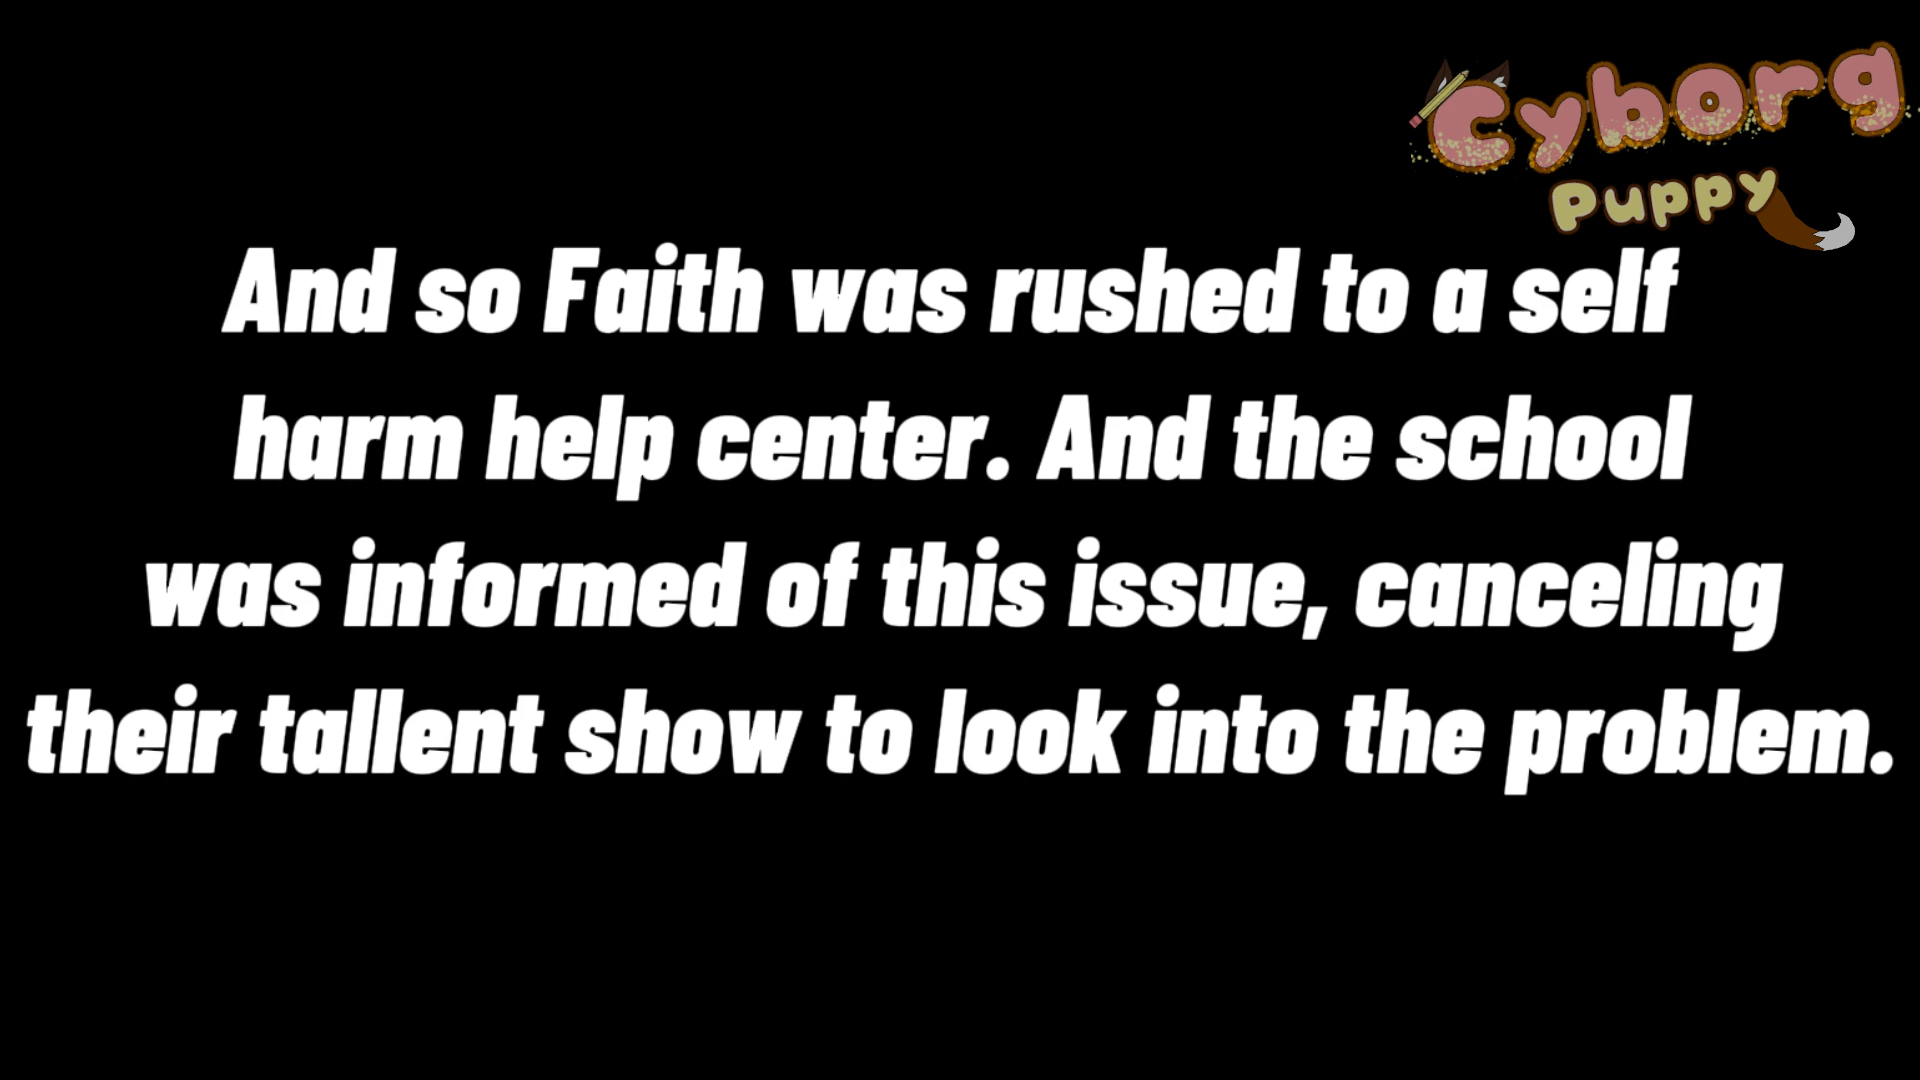 Cyborg
Puppy
And so Faith was rushed to a self
harm help center. And the school
was informed of this issue, canceling
their tallent show to look into the problem.